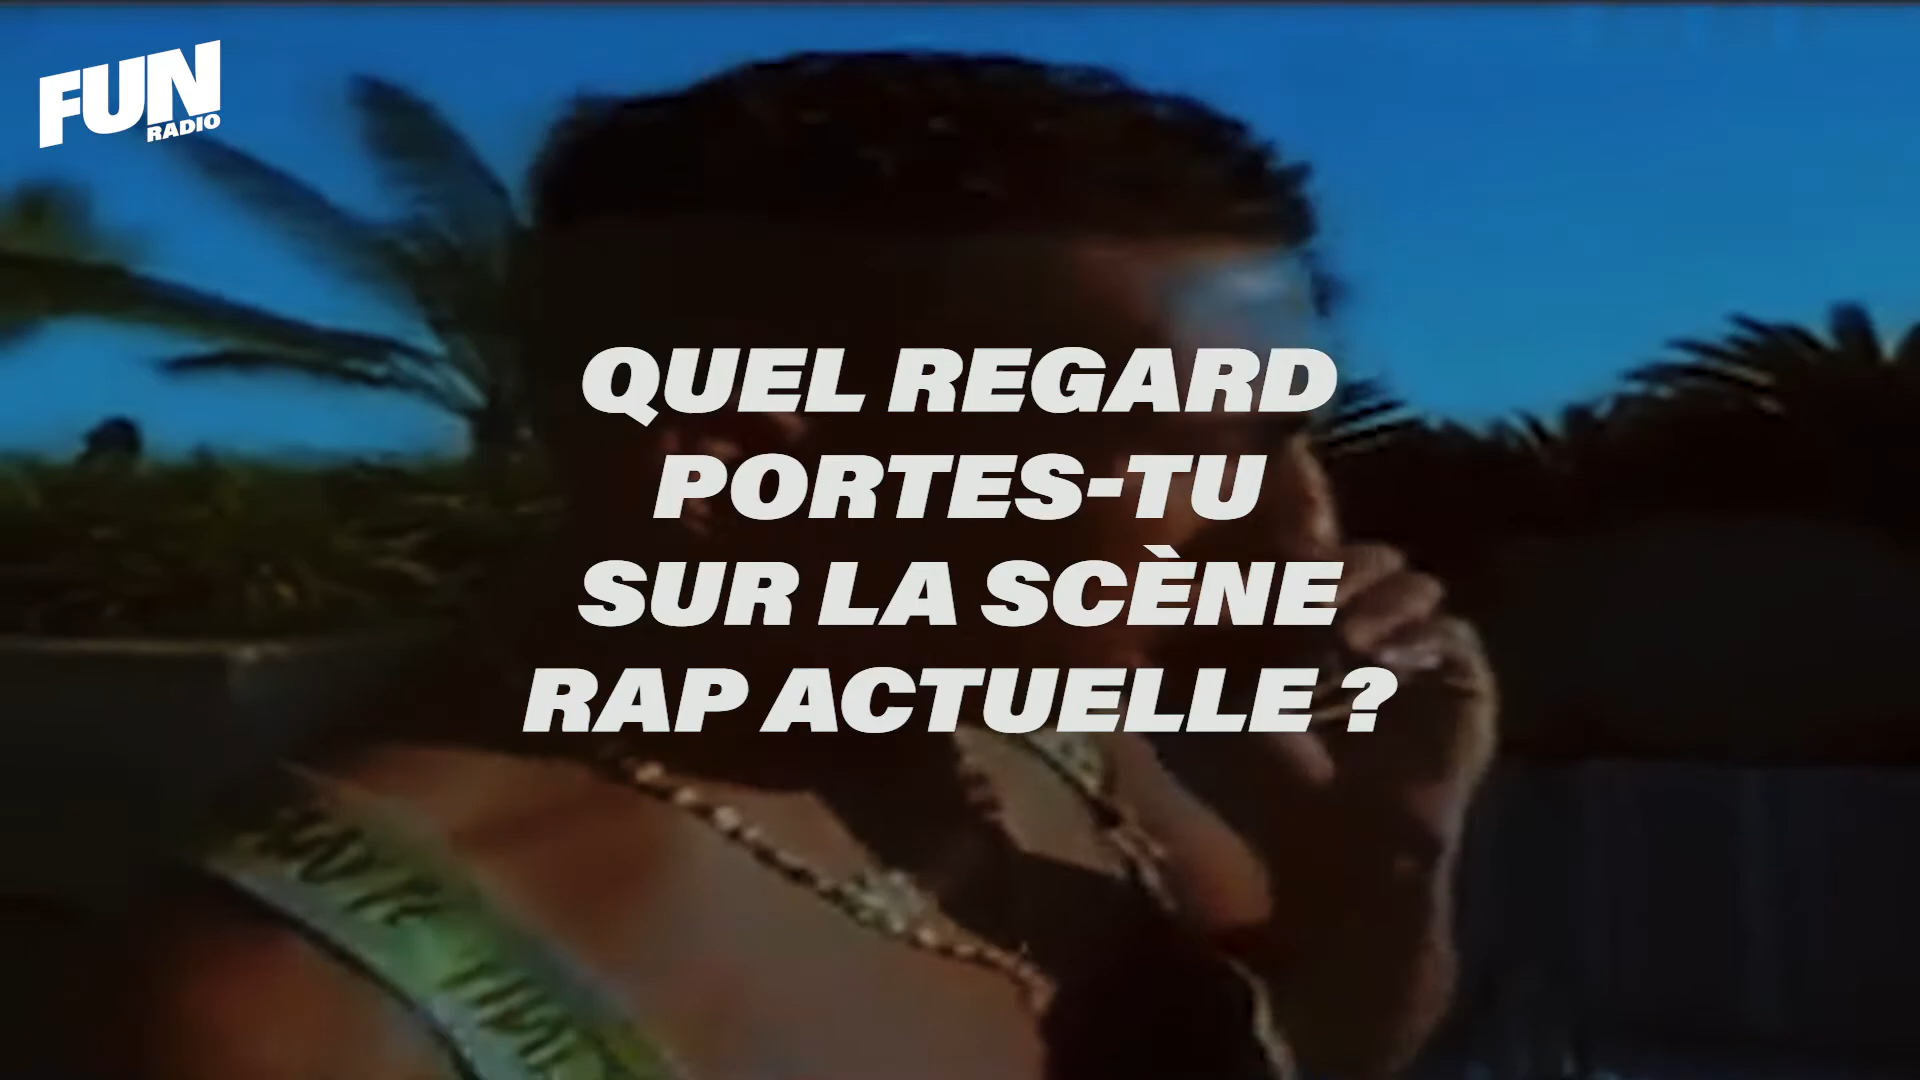 FUN
RADIO
QUEL REGARD
PORTES-TU
SUR LA SCÈNE
RAP ACTUELLE ?